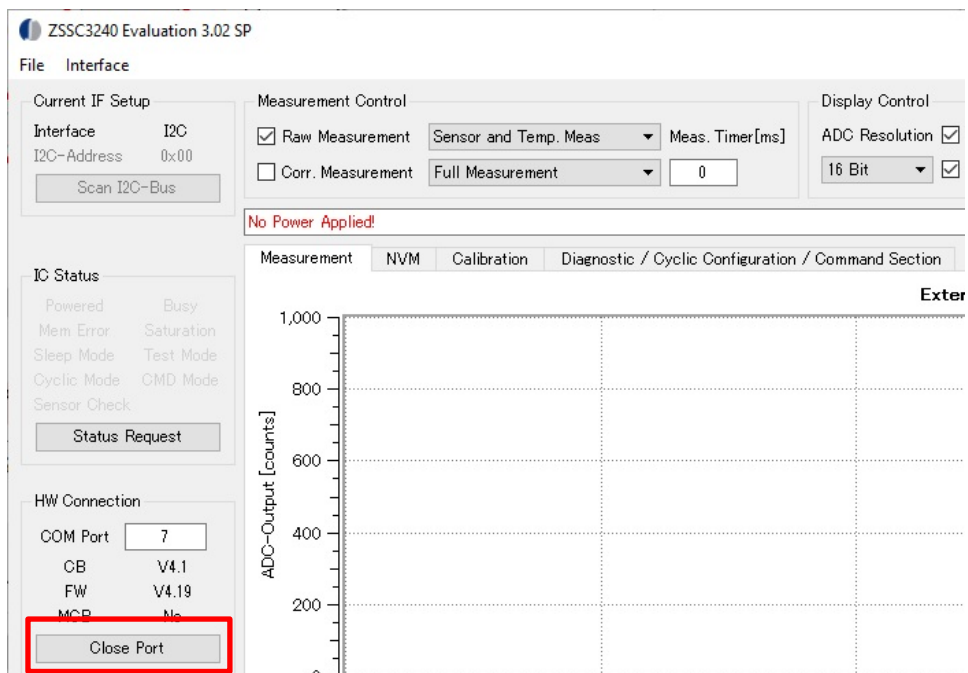 ZSSC3240 Evaluation 3.02 SP
File Interface
Current IF Setup
Interface I2C
I2C-Address 0x00
Scan I2C-Bus
Measurement Control
Raw Measurement Sensor and Temp. Meas Meas. Timer[ms]
Corr. Measurement Full Measurement 0
Display Control
ADC Resolution
16 Bit
No Power Applied!
Measurement NVM Calibration Diagnostic / Cyclic Configuration / Command Section
IC Status
Powered Busy
Mem Error Saturation
Sleep Mode Test Mode
Cyclic Mode CMD Mode
Sensor Check
Status Request
HW Connection
COM Port 7
CB V4.1
FW V4.19
MCB No
Close Port
Exter
ADC-Output [counts]
1,000
800
600
400
200